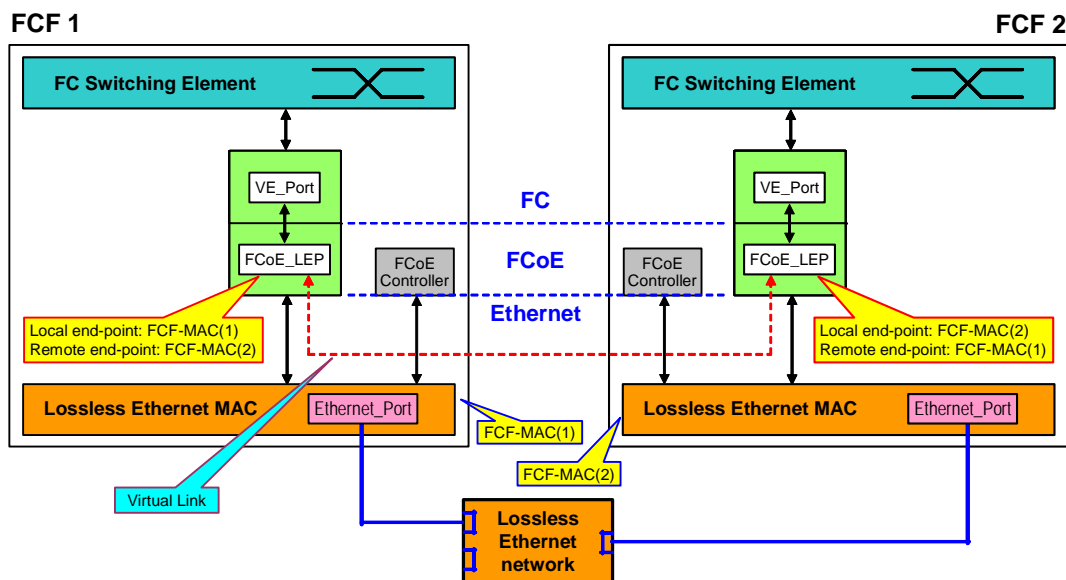 FCF 1
FCF 2
FC Switching Element
FC Switching Element
VE_Port
VE_Port
FC
FCoE_LEP
FCoE
Controller
FCoE
FCoE
Controller
FCoE_LEP
Ethernet
Local end-point: FCF-MAC(1)
Remote end-point: FCF-MAC(2)
Local end-point: FCF-MAC(2)
Remote end-point: FCF-MAC(1)
Lossless Ethernet MAC
Ethernet_Port
Lossless Ethernet MAC
Ethernet_Port
FCF-MAC(1)
FCF-MAC(2)
Virtual Link
Lossless
Ethernet
network